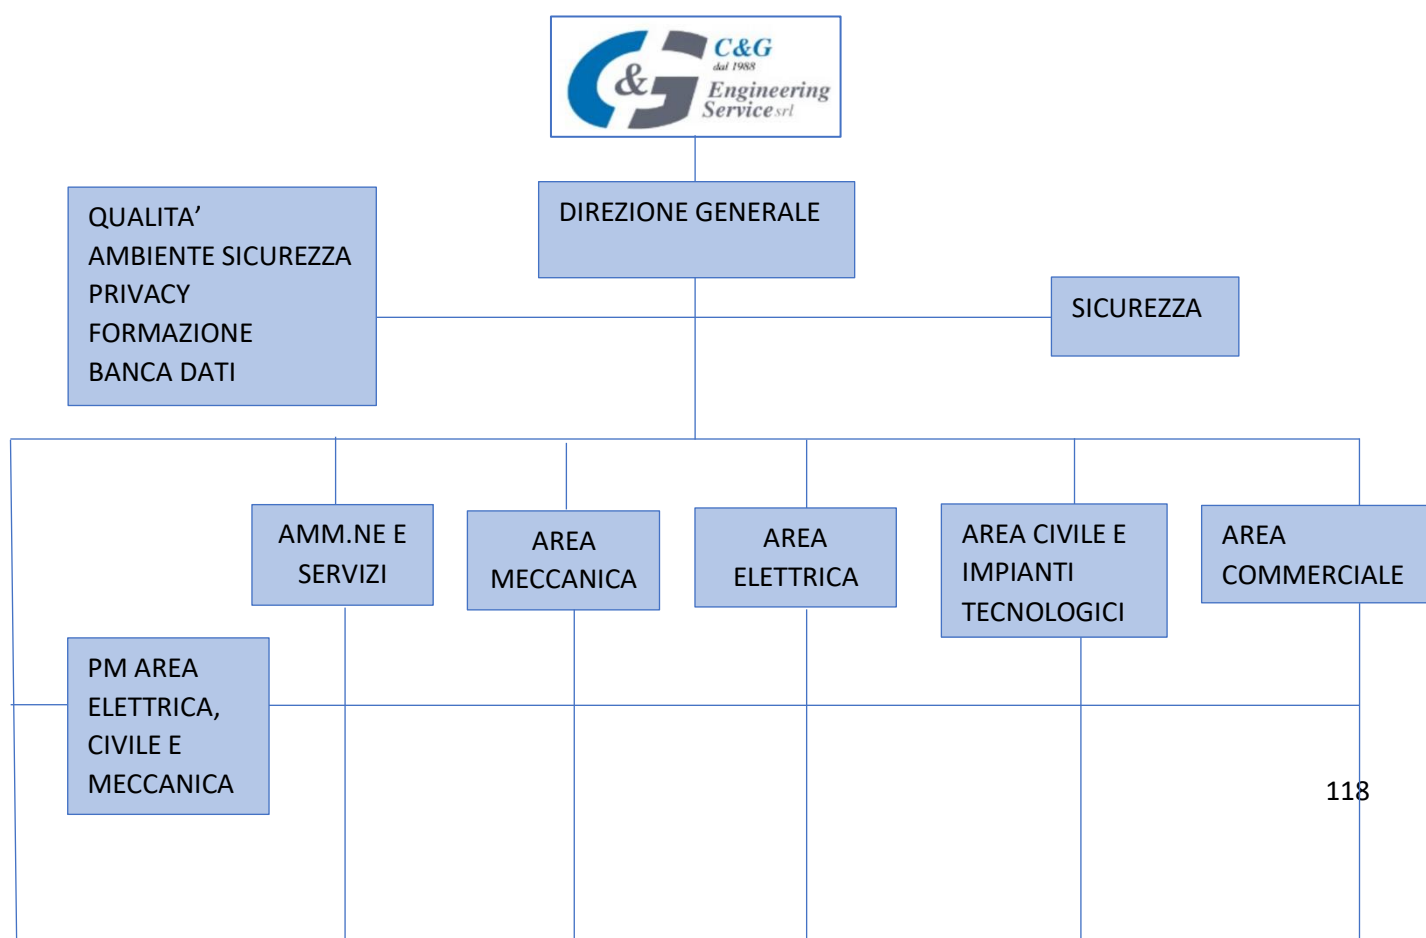 C&G
dal 1988
C&G
Engineering
Service srl
DIREZIONE GENERALE
QUALITA’
AMBIENTE SICUREZZA
PRIVACY
FORMAZIONE
BANCA DATI
SICUREZZA
AMM.NE E
SERVIZI
AREA
MECCANICA
AREA
ELETTRICA
AREA CIVILE E
IMPIANTI
TECNOLOGICI
AREA
COMMERCIALE
PM AREA
ELETTRICA,
CIVILE E
MECCANICA
118